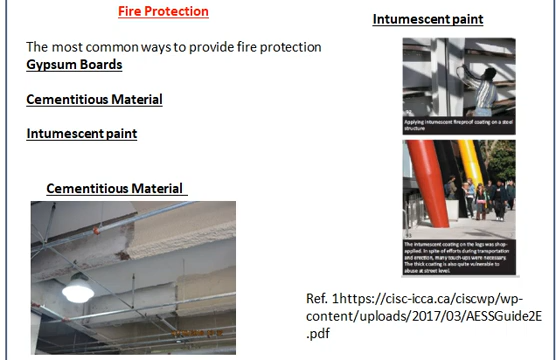 Fire Protection
The most common ways to provide fire protection
Gypsum Boards
Cementitious Material
Intumescent paint
Cementitious Material
Intumescent paint
Applying intumescent fireproof coating on a steel
structure
The intumescent coating on the legs was shop-
applied. In spite of efforts during transportation
and erection, many touch-ups were necessary.
The thick coating is also quite vulnerable to
abuse at street level.
Ref. 1https://cisc-icca.ca/ciscwp/wp-
content/uploads/2017/03/AESSGuide2E
.pdf